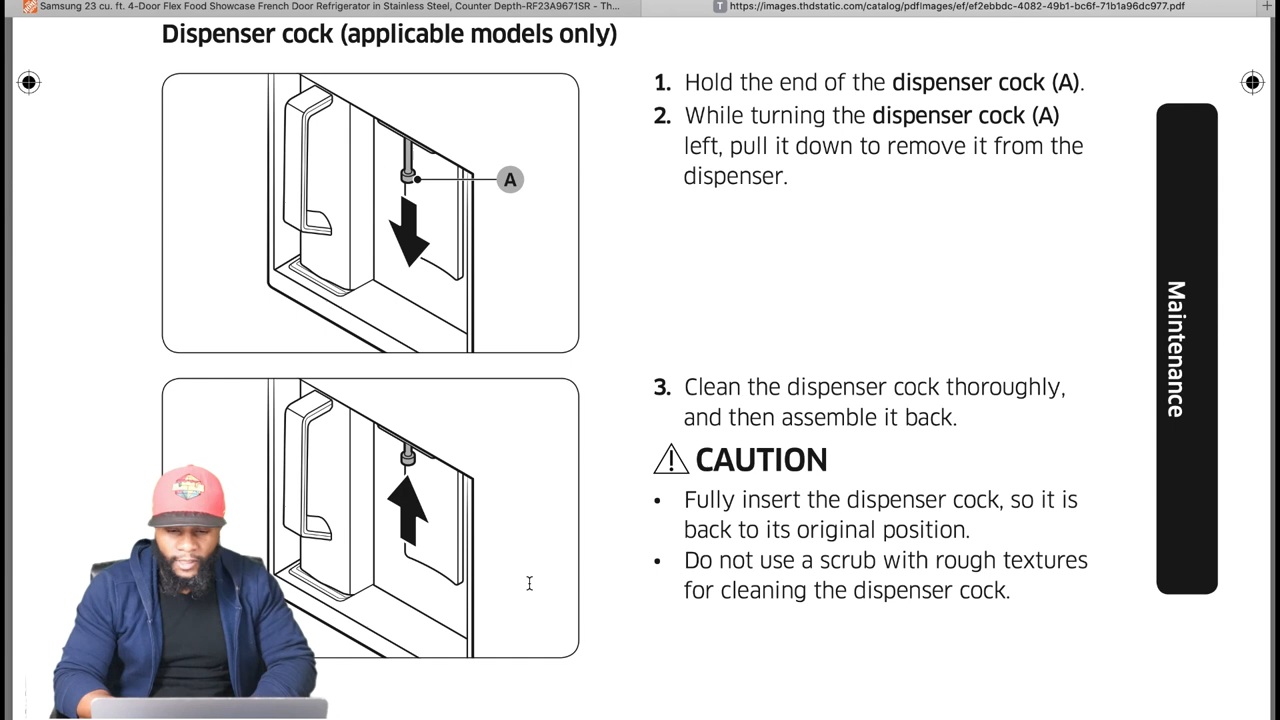 Samsung 23 cu. ft. 4-Door Flex Food Showcase French Door Refrigerator in Stainless Steel, Counter Depth-RF23A9671SR - Th...
T https://images.thdstatic.com/catalog/pdfImages/ef/ef2ebbdc-4082-49b1-bc6f-71b1a96dc977.pdf
Dispenser cock (applicable models only)
A
1. Hold the end of the dispenser cock (A).
2. While turning the dispenser cock (A)
left, pull it down to remove it from the
dispenser.
3. Clean the dispenser cock thoroughly,
and then assemble it back.
CAUTION
• Fully insert the dispenser cock, so it is
back to its original position.
• Do not use a scrub with rough textures
for cleaning the dispenser cock.
Maintenance